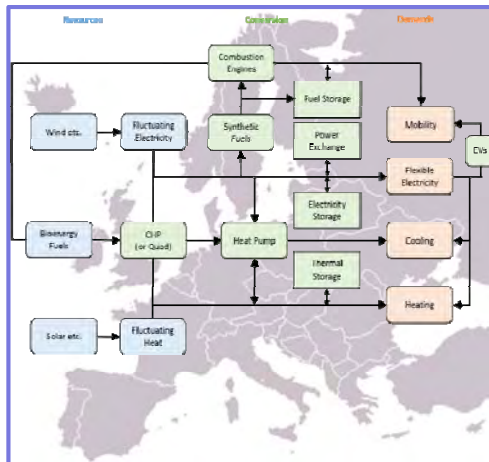 Resources
Conversion
Demands
Combustion
Engines
Fuel Storage
Wind etc.
Fluctuating
Electricity
Synthetic
Fuels
Power
Exchange
Mobility
EVs
Flexible
Electricity
Electricity
Storage
Bioenergy
Fuels
CHP
(or Quad)
Heat Pump
Cooling
Thermal
Storage
Heating
Solar etc.
Fluctuating
Heat